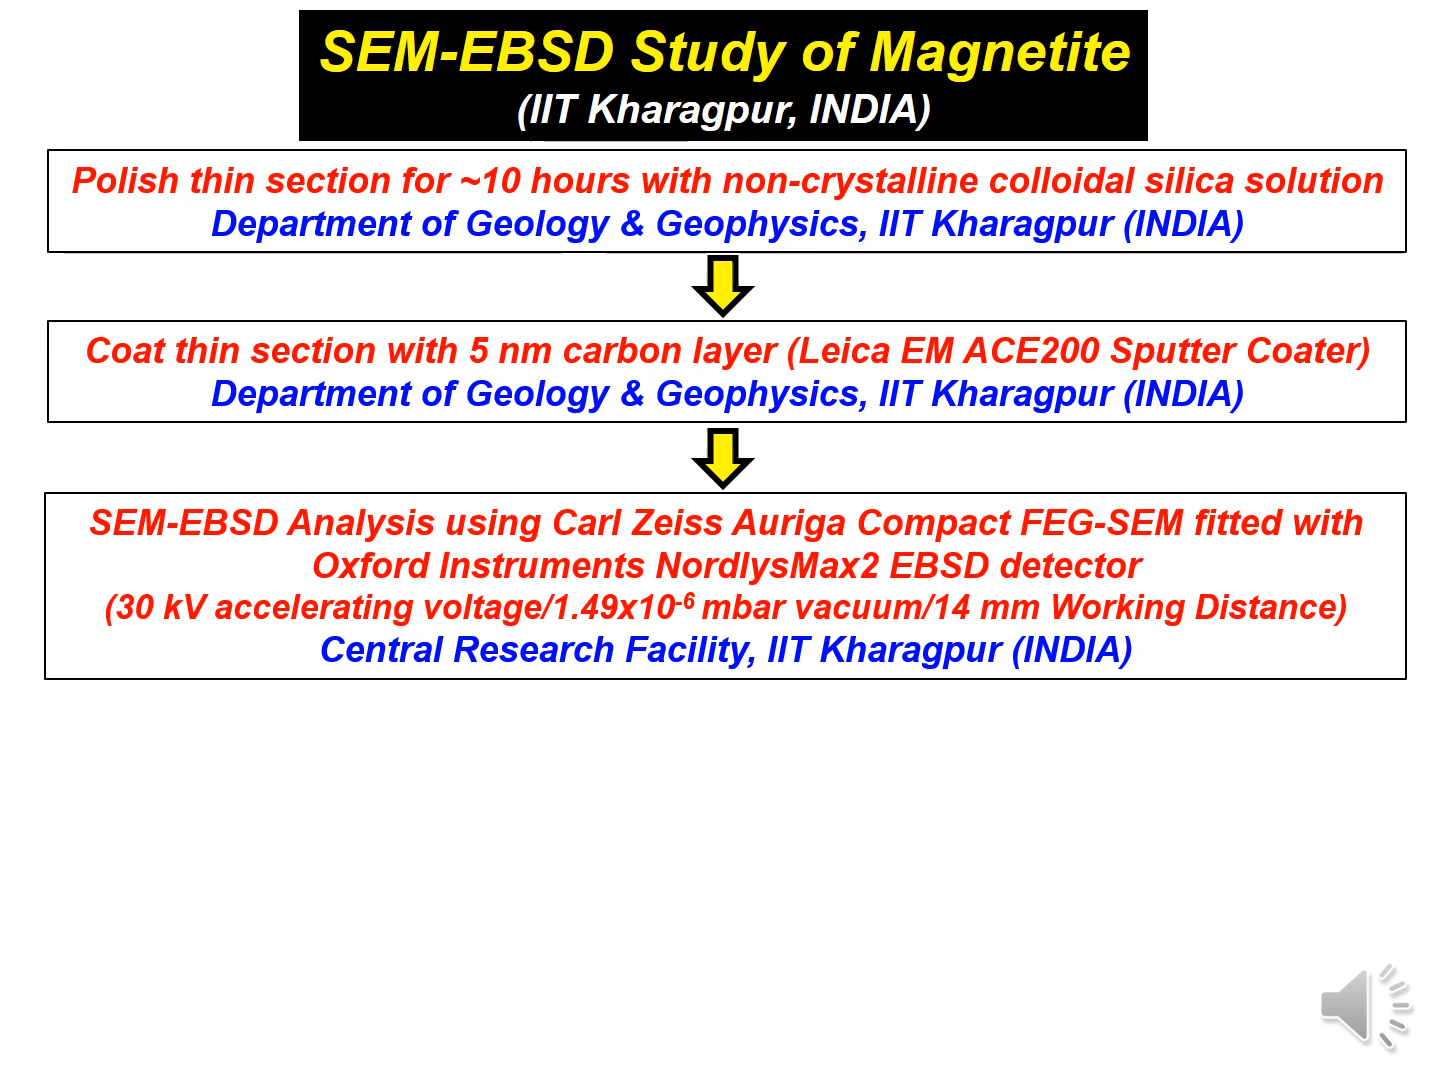 SEM-EBSD Study of Magnetite
(IIT Kharagpur, INDIA)
Polish thin section for ~10 hours with non-crystalline colloidal silica solution
Department of Geology & Geophysics, IIT Kharagpur (INDIA)
Coat thin section with 5 nm carbon layer (Leica EM ACE200 Sputter Coater)
Department of Geology & Geophysics, IIT Kharagpur (INDIA)
SEM-EBSD Analysis using Carl Zeiss Auriga Compact FEG-SEM fitted with
Oxford Instruments NordlysMax2 EBSD detector
(30 kV accelerating voltage/1.49x10⁻⁶ mbar vacuum/14 mm Working Distance)
Central Research Facility, IIT Kharagpur (INDIA)